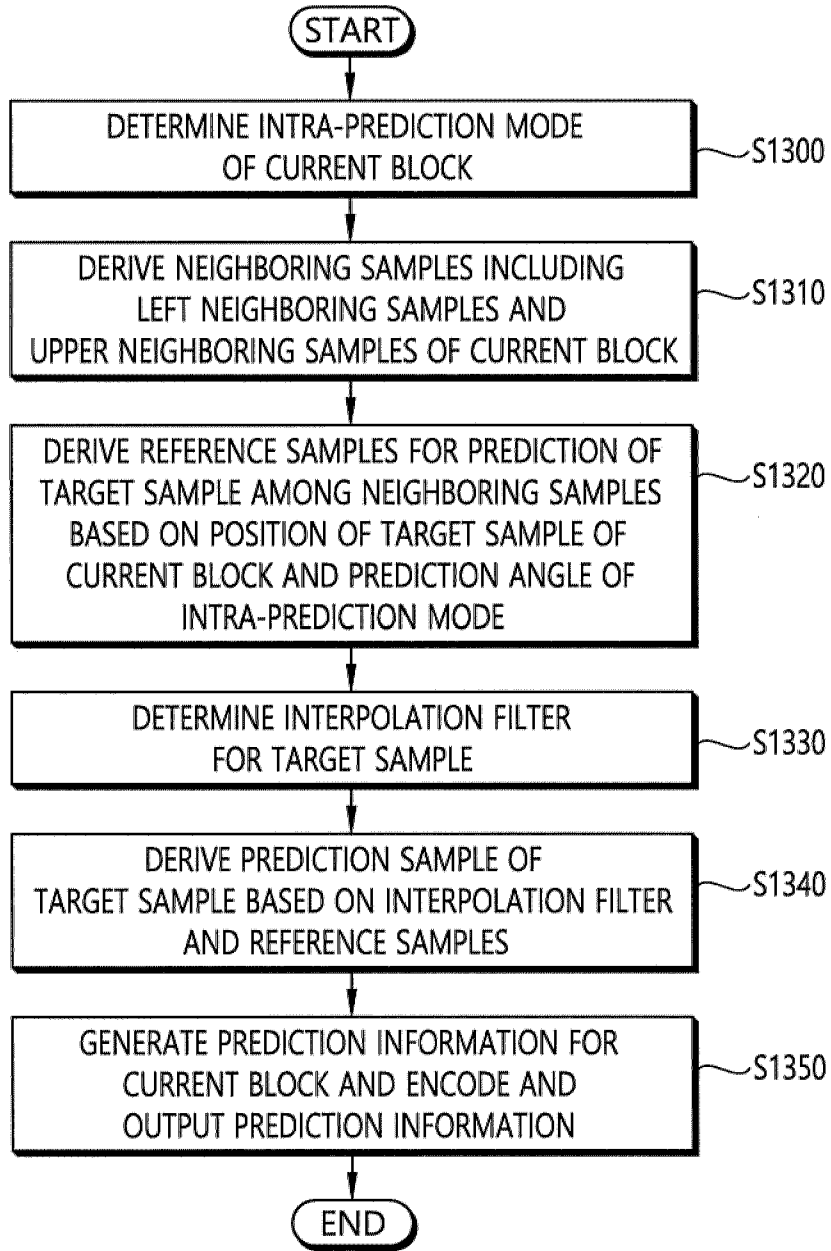 START
DETERMINE INTRA-PREDICTION MODE
OF CURRENT BLOCK
S1300
DERIVE NEIGHBORING SAMPLES INCLUDING
LEFT NEIGHBORING SAMPLES AND
UPPER NEIGHBORING SAMPLES OF CURRENT BLOCK
S1310
DERIVE REFERENCE SAMPLES FOR PREDICTION OF
TARGET SAMPLE AMONG NEIGHBORING SAMPLES
BASED ON POSITION OF TARGET SAMPLE OF
CURRENT BLOCK AND PREDICTION ANGLE OF
INTRA-PREDICTION MODE
S1320
DETERMINE INTERPOLATION FILTER
FOR TARGET SAMPLE
S1330
DERIVE PREDICTION SAMPLE OF
TARGET SAMPLE BASED ON INTERPOLATION FILTER
AND REFERENCE SAMPLES
S1340
GENERATE PREDICTION INFORMATION FOR
CURRENT BLOCK AND ENCODE AND
OUTPUT PREDICTION INFORMATION
S1350
END